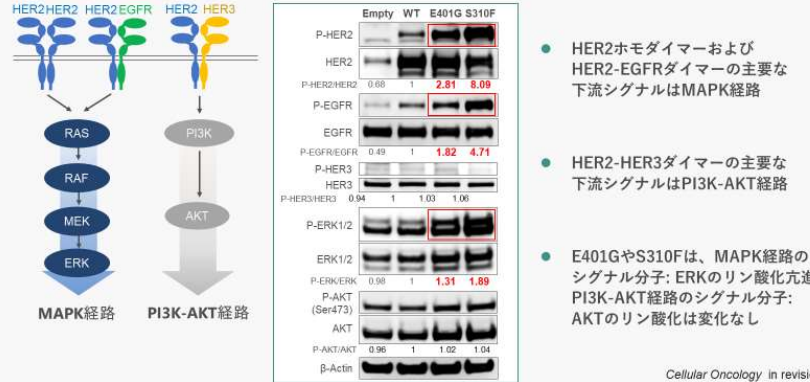 HER2 HER2 HER2 EGFR HER2 HER3
RAS
RAF
MEK
ERK
MAPK経路
PI3K
AKT
PI3K-AKT経路
Empty WT E401G S310F
P-HER2
HER2
P-HER2/HER2 0.68 1 2.81 8.09
P-EGFR
EGFR
P-EGFR/EGFR 0.49 1 1.82 4.71
P-HER3
HER3
P-HER3/HER3 0.94 1 1.03 1.06
P-ERK1/2
ERK1/2
P-ERK/ERK 0.98 1 1.31 1.89
P-AKT
(Ser473)
AKT
P-AKT/AKT 0.96 1 1.02 1.04
β-Actin
HER2ホモダイマーおよび
HER2-EGFRダイマーの主要な
下流シグナルはMAPK経路
HER2-HER3ダイマーの主要な
下流シグナルはPI3K-AKT経路
E401GやS310Fは、MAPK経路の
シグナル分子: ERKのリン酸化亢進
PI3K-AKT経路のシグナル分子:
AKTのリン酸化は変化なし
Cellular Oncology in revisi